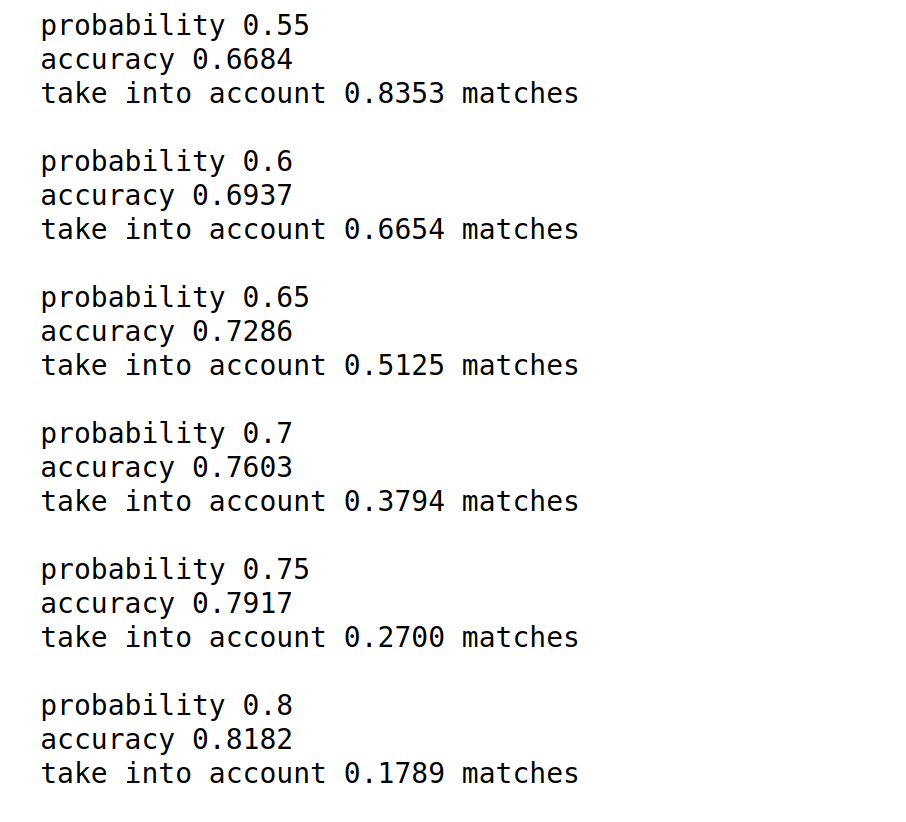 probability 0.55
accuracy 0.6684
take into account 0.8353 matches
probability 0.6
accuracy 0.6937
take into account 0.6654 matches
probability 0.65
accuracy 0.7286
take into account 0.5125 matches
probability 0.7
accuracy 0.7603
take into account 0.3794 matches
probability 0.75
accuracy 0.7917
take into account 0.2700 matches
probability 0.8
accuracy 0.8182
take into account 0.1789 matches